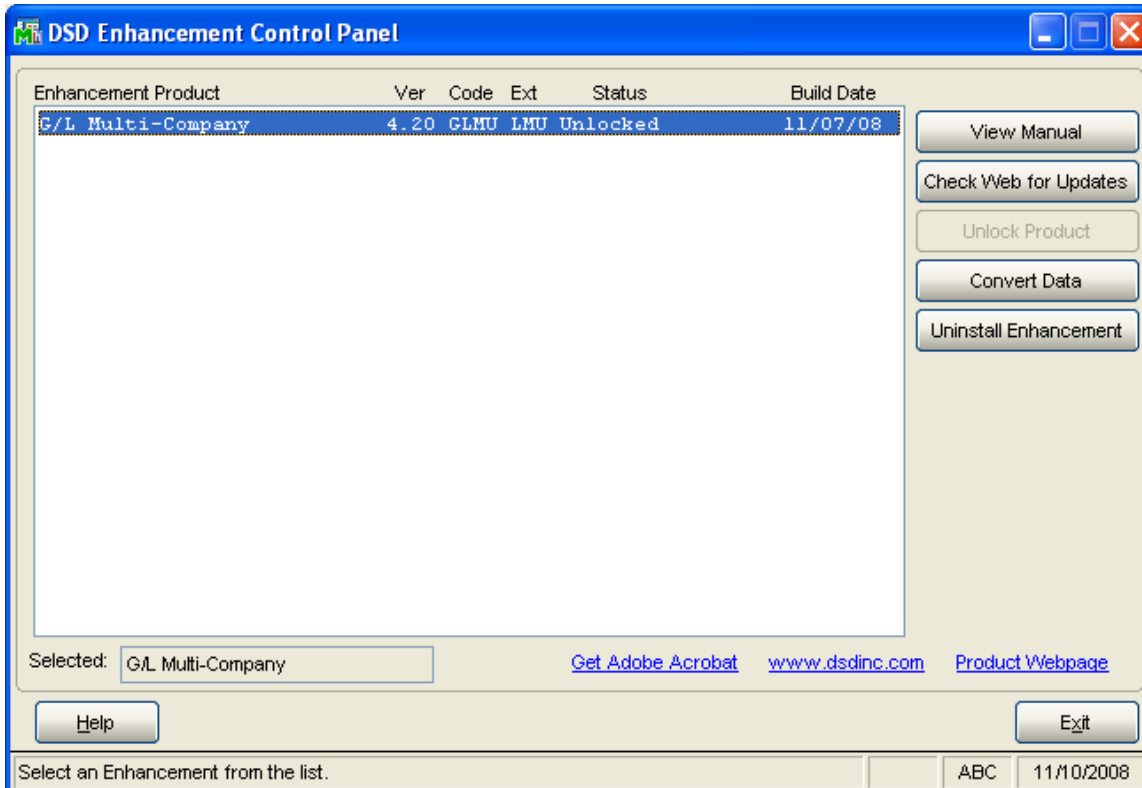 DSD Enhancement Control Panel
Enhancement Product Ver Code Ext Status Build Date
G/L Multi-Company 4.20 GLMU LMU Unlocked 11/07/08
View Manual
Check Web for Updates
Unlock Product
Convert Data
Uninstall Enhancement
Selected: G/L Multi-Company Get Adobe Acrobat www.dsdinc.com Product Webpage
Help Exit
Select an Enhancement from the list. ABC 11/10/2008